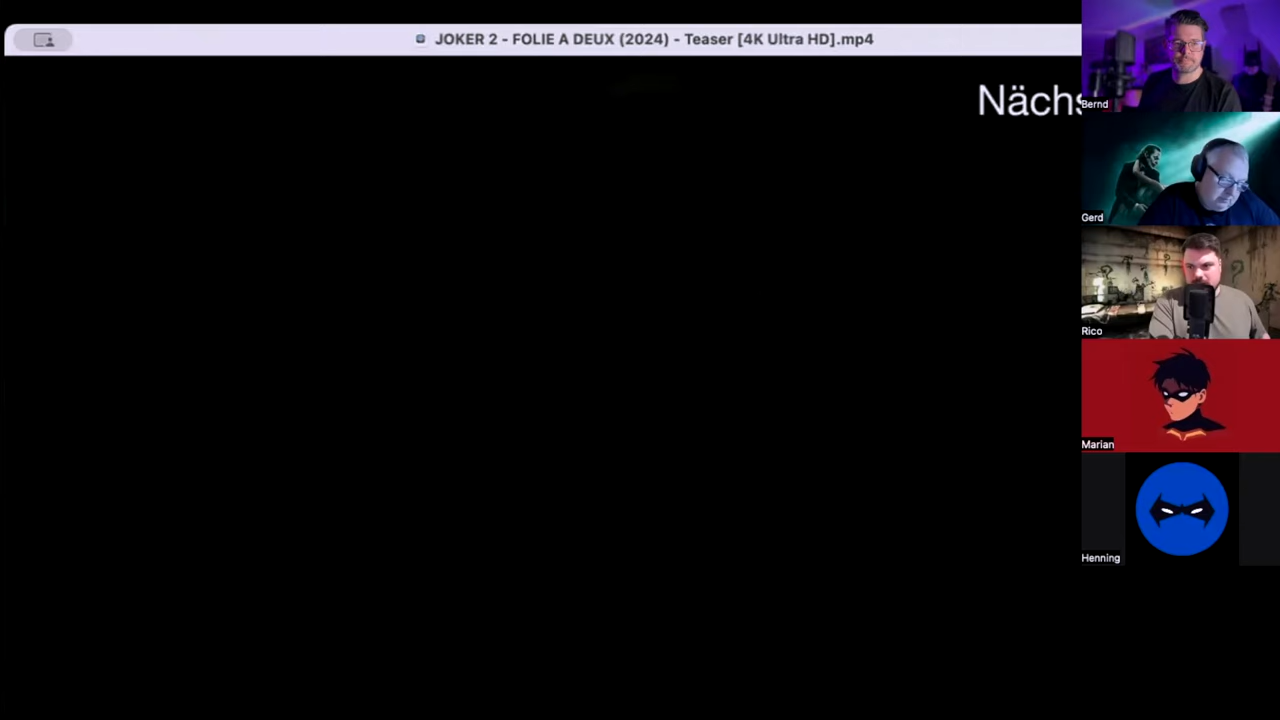 JOKER 2 - FOLIE A DEUX (2024) - Teaser [4K Ultra HD].mp4
Nächs
Bernd
Gerd
Rico
Marian
Henning